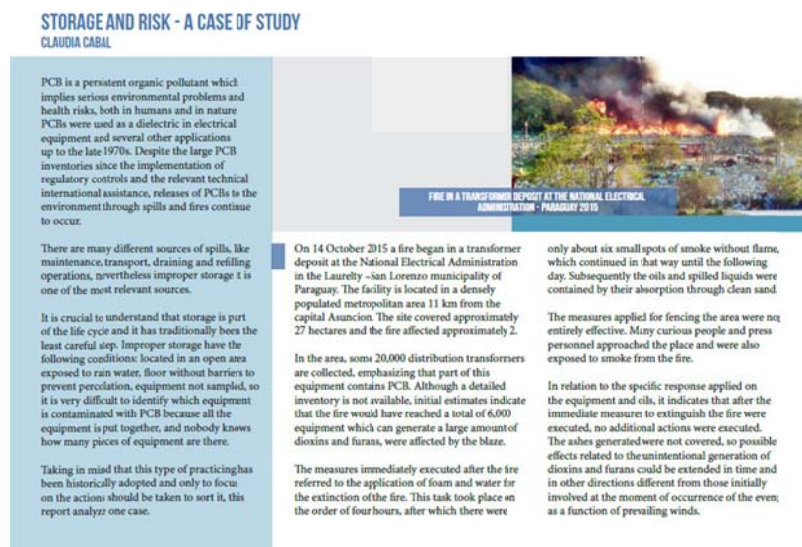 STORAGE AND RISK - A CASE OF STUDY
CLAUDIA CABAL
PCB is a persistent organic pollutant which
implies serious environmental problems and
health risks, both in humans and in nature
PCBs were used as a dielectric in electrical
equipment and several other applications
up to the late 1970s. Despite the large PCB
inventories since the implementation of
regulatory controls and the relevant technical
international assistance, releases of PCBs to the
environment through spills and fires continue
to occur.
There are many different sources of spills, like
maintenance, transport, draining and refilling
operations, nevertheless improper storage t is
one of the most relevant sources.
It is crucial to understand that storage is part
of the life cycle and it has traditionally been the
least careful step. Improper storage have the
following conditions: located in an open area
exposed to rain water, floor without barriers to
prevent percolation, equipment not sampled, so
it is very difficult to identify which equipment
is contaminated with PCB because all the
equipment is put together, and nobody knows
how many pieces of equipment are there.
Taking in mind that this type of practicing has
been historically adopted and only to focus
on the actions should be taken to sort it, this
report analyze one case.
FIRE IN A TRANSFORMER DEPOSIT AT THE NATIONAL ELECTRICAL
ADMINISTRATION - PARAGUAY 2015
On 14 October 2015 a fire began in a transformer
deposit at the National Electrical Administration
in the Laurelty –San Lorenzo municipality of
Paraguay. The facility is located in a densely
populated metropolitan area 11 km from the
capital Asuncion. The site covered approximately
27 hectares and the fire affected approximately 2.
In the area, some 20,000 distribution transformers
are collected, emphasizing that part of this
equipment contains PCB. Although a detailed
inventory is not available, initial estimates indicate
that the fire would have reached a total of 6,000
equipment which can generate a large amount of
dioxins and furans, were affected by the blaze.
The measures immediately executed after the fire
referred to the application of foam and water for
the extinction of the fire. This task took place on
the order of four hours, after which there were
only about six small spots of smoke without flame,
which continued in that way until the following
day. Subsequently the oils and spilled liquids were
contained by their absorption through clean sand
The measures applied for fencing the area were not
entirely effective. Many curious people and press
personnel approached the place and were also
exposed to smoke from the fire.
In relation to the specific response applied on
the equipment and oils, it indicates that after the
immediate measures to extinguish the fire were
executed, no additional actions were executed.
The ashes generated were not covered, so possible
effects related to the unintentional generation of
dioxins and furans could be extended in time and
in other directions different from those initially
involved at the moment of occurrence of the event
as a function of prevailing winds.